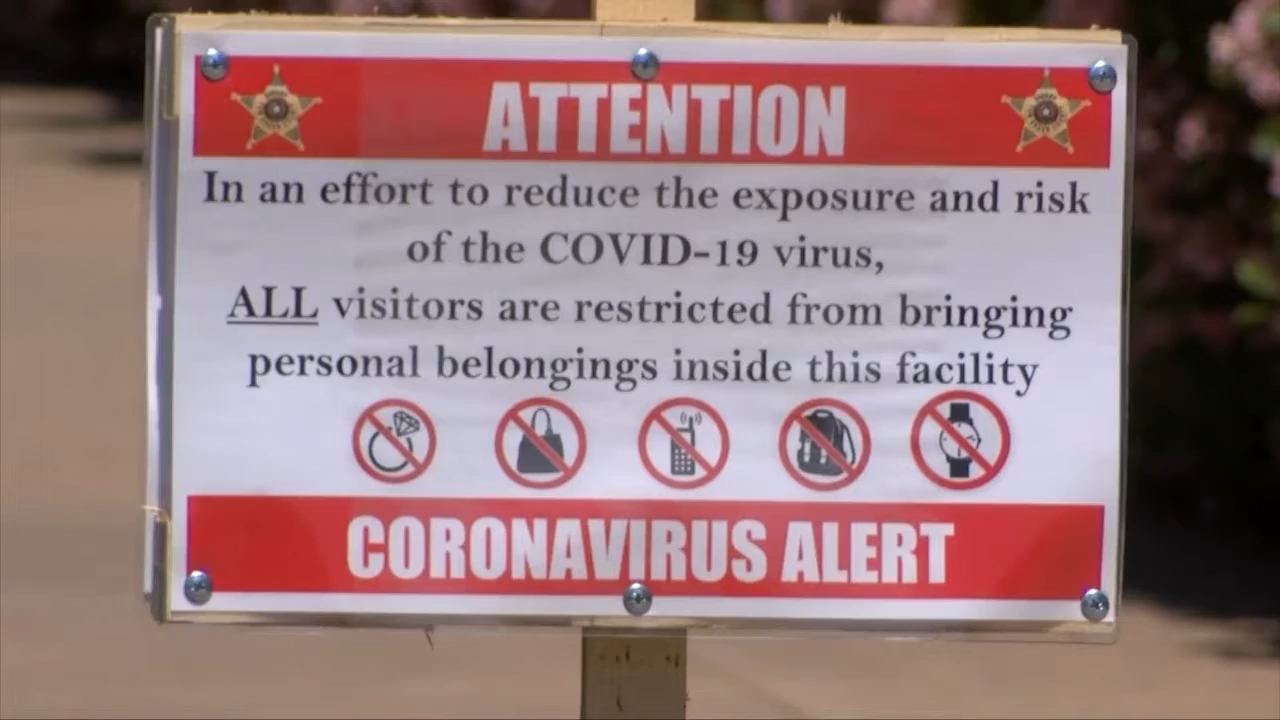 ATTENTION
In an effort to reduce the exposure and risk
of the COVID-19 virus,
ALL visitors are restricted from bringing
personal belongings inside this facility
CORONAVIRUS ALERT